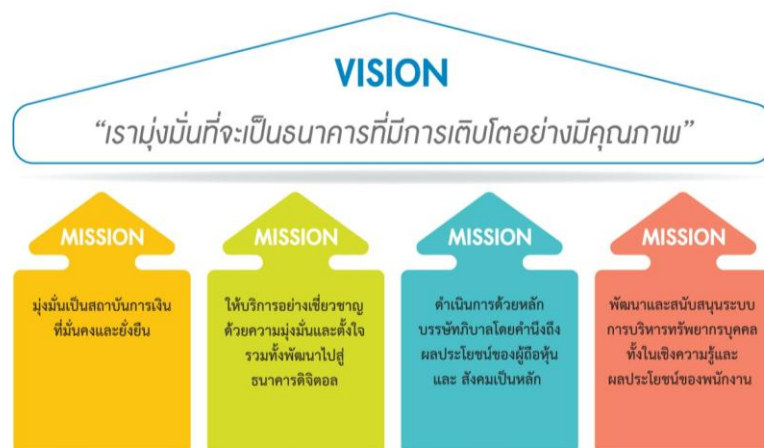 VISION
“เรามุ่งมั่นที่จะเป็นธนาคารที่มีการเติบโตอย่างมีคุณภาพ”
MISSION
มุ่งมั่นเป็นสถาบันการเงิน
ที่มั่นคงและยั่งยืน
MISSION
ให้บริการอย่างเชี่ยวชาญ
ด้วยความมุ่งมั่นและตั้งใจ
รวมทั้งพัฒนาไปสู่
ธนาคารดิจิตอล
MISSION
ดำเนินการด้วยหลัก
บรรษัทภิบาลโดยคำนึงถึง
ผลประโยชน์ของผู้ถือหุ้น
และ สังคมเป็นหลัก
MISSION
พัฒนาและสนับสนุนระบบ
การบริหารทรัพยากรบุคคล
ทั้งในเชิงความรู้และ
ผลประโยชน์ของพนักงาน